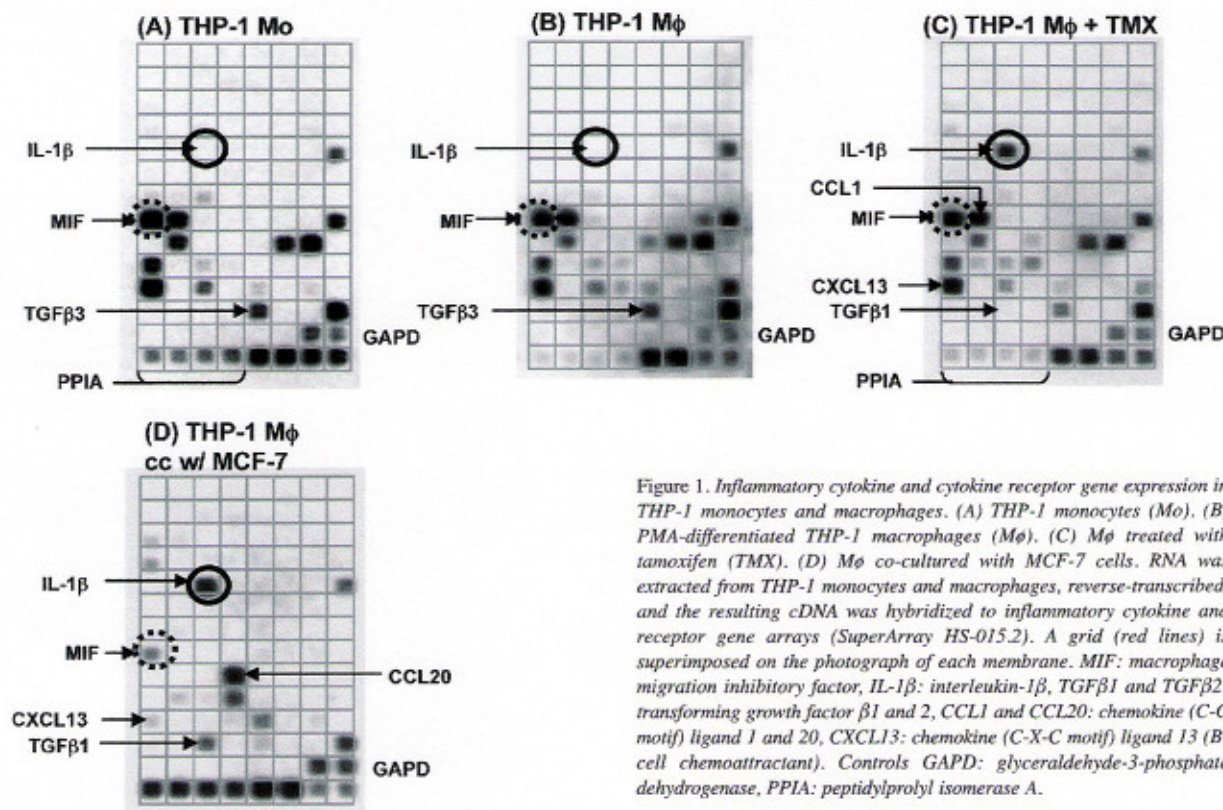 (A) THP-1 Mo
IL-1β
MIF
TGFβ3
GAPD
PPIA
(B) THP-1 Mϕ
IL-1β
MIF
TGFβ3
GAPD
(C) THP-1 Mϕ + TMX
IL-1β
CCL1
MIF
CXCL13
TGFβ1
GAPD
PPIA
(D) THP-1 Mϕ
cc w/ MCF-7
IL-1β
MIF
CCL20
CXCL13
TGFβ1
GAPD
Figure 1. Inflammatory cytokine and cytokine receptor gene expression in
THP-1 monocytes and macrophages. (A) THP-1 monocytes (Mo). (B)
PMA-differentiated THP-1 macrophages (Mø). (C) Mø treated with
tamoxifen (TMX). (D) Mø co-cultured with MCF-7 cells. RNA was
extracted from THP-1 monocytes and macrophages, reverse-transcribed,
and the resulting cDNA was hybridized to inflammatory cytokine and
receptor gene arrays (SuperArray HS-015.2). A grid (red lines) is
superimposed on the photograph of each membrane. MIF: macrophage
migration inhibitory factor, IL-1β: interleukin-1β, TGFβ1 and TGFβ2:
transforming growth factor β1 and 2, CCL1 and CCL20: chemokine (C-C
motif) ligand 1 and 20, CXCL13: chemokine (C-X-C motif) ligand 13 (B-
cell chemoattractant). Controls GAPD: glyceraldehyde-3-phosphate
dehydrogenase, PPIA: peptidylprolyl isomerase A.